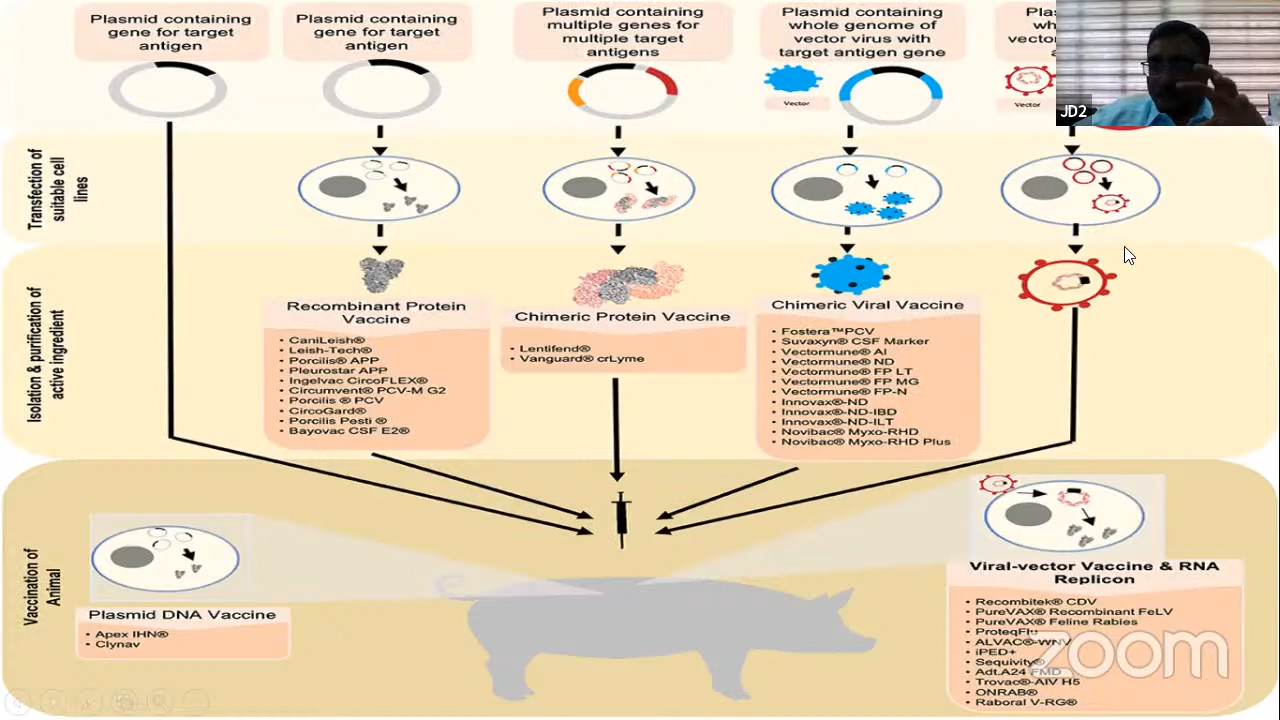 Plasmid containing
gene for target
antigen
Plasmid containing
gene for target
antigen
Plasmid containing
multiple genes for
multiple target
antigens
Plasmid containing
whole genome of
vector virus with
target antigen gene
Vector
Vector
JD2
Transfection of
suitable cell
lines
Isolation & purification of
active ingredient
Recombinant Protein
Vaccine
• CaniLeish®
• Leish-Tech®
• Porcilis® APP
• Pleurostar APP
• Ingelvac CircoFLEX®
• Circumvent® PCV-M G2
• Porcilis ® PCV
• CircoGard®
• Porcilis Pesti ®
• Bayovac CSF E2®
Chimeric Protein Vaccine
• Lentifend®
• Vanguard® crLyme
Chimeric Viral Vaccine
• Fostera™PCV
• Suvaxyn® CSF Marker
• Vectormune® AI
• Vectormune® ND
• Vectormune® FP LT
• Vectormune® FP MG
• Vectormune® FP-N
• Innovax®-ND
• Innovax®-ND-IBD
• Innovax®-ND-ILT
• Novibac® Myxo-RHD
• Novibac® Myxo-RHD Plus
Vaccination of
Animal
Plasmid DNA Vaccine
• Apex IHN®
• Clynav
Viral-vector Vaccine & RNA
Replicon
• Recombitek® CDV
• PureVAX® Recombinant FeLV
• PureVAX® Feline Rabies
• ProteqFlu
• ALVAC®-WNV
• iPED+
• Sequivity®
• Adt.A24 FMD
• Trovac®-AIV H5
• ONRAB®
• Raboral V-RG®
zoom